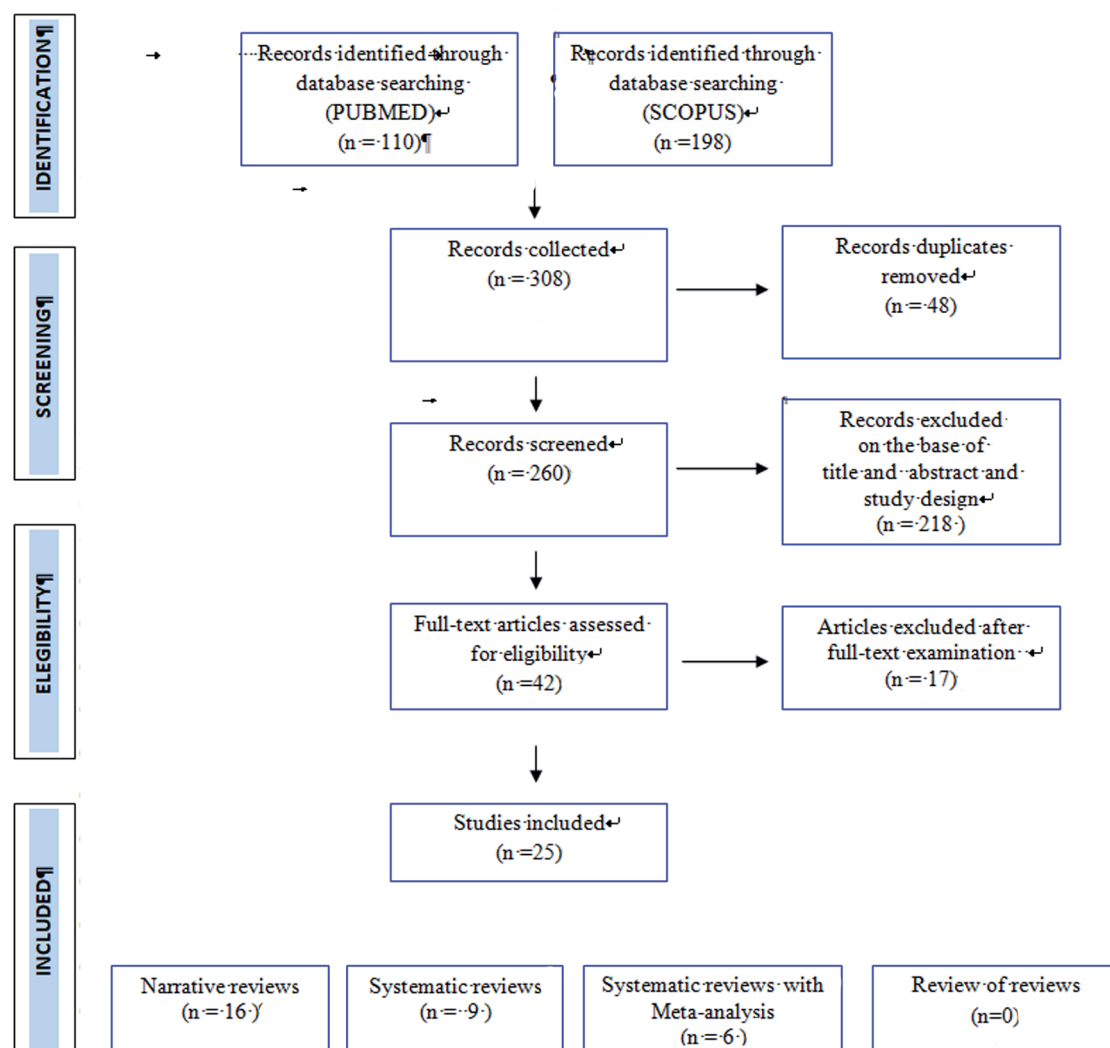 IDENTIFICATION¶
Records identified through
database searching
(PUBMED)↵
(n = 110)¶
Records identified through
database searching
(SCOPUS)↵
(n =198)
SCREENING¶
Records collected↵
(n = 308)
Records duplicates
removed↵
(n = 48)
Records screened↵
(n = 260)
Records excluded
on the base of
title and abstract and
study design↵
(n = 218 )
ELEGIBILITY¶
Full-text articles assessed
for eligibility↵
(n =42)
Articles excluded after
full-text examination ↵
(n = 17)
INCLUDED¶
Studies included↵
(n =25)
Narrative reviews
(n = 16 )
Systematic reviews
(n = 9 )
Systematic reviews with
Meta-analysis
(n = 6 )
Review of reviews
(n=0)